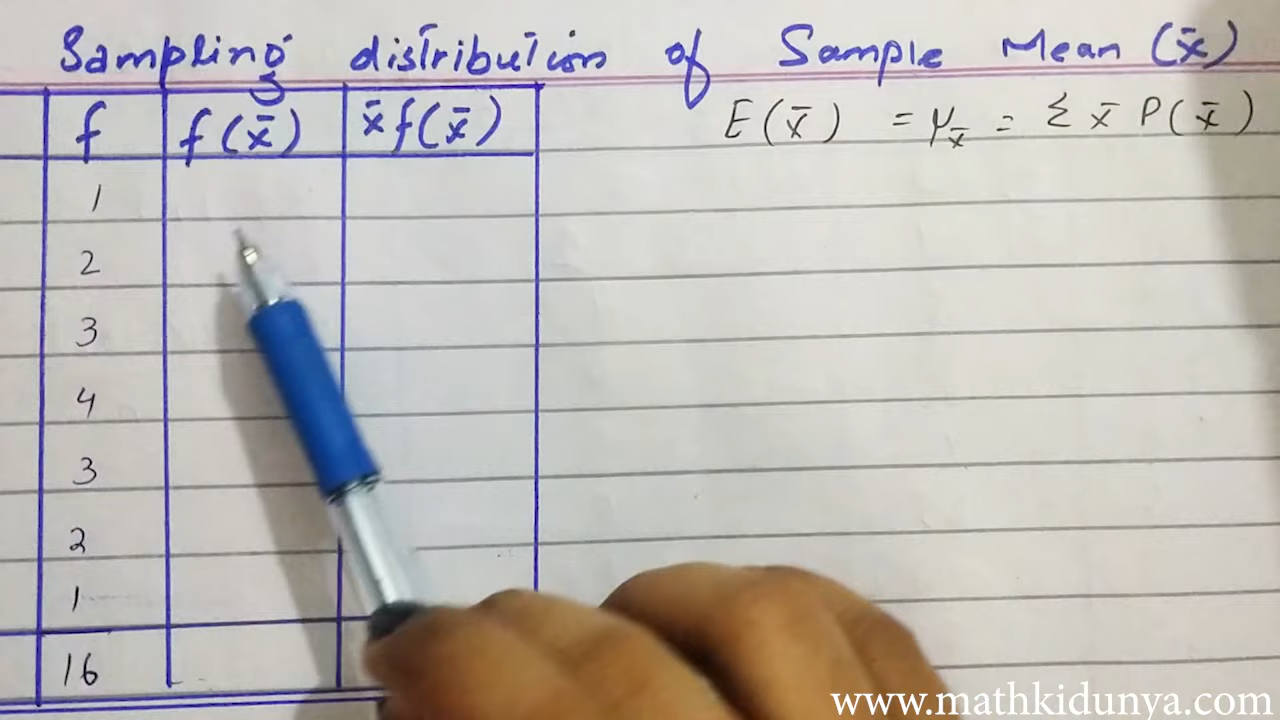 Sampling distribution of Sample Mean (x̄)
f f(x̄) x̄ f(x̄) E(x̄) = μx̄ = Σ x̄ P(x̄)
1
2
3
4
3
2
1
16
www.mathkidunya.com